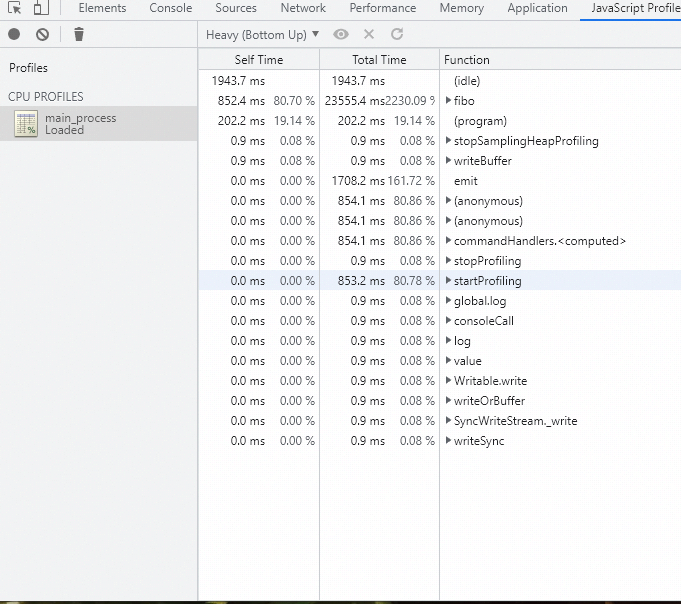 Elements Console Sources Network Performance Memory Application JavaScript Profile
Heavy (Bottom Up) ▼
Profiles
CPU PROFILES
main_process
Loaded
Self Time Total Time Function
1943.7 ms 1943.7 ms (idle)
852.4 ms 80.70 % 23555.4 ms 2230.09 % fibo
202.2 ms 19.14 % 202.2 ms 19.14 % (program)
0.9 ms 0.08 % 0.9 ms 0.08 % stopSamplingHeapProfiling
0.9 ms 0.08 % 0.9 ms 0.08 % writeBuffer
0.0 ms 0.00 % 1708.2 ms 161.72 % emit
0.0 ms 0.00 % 854.1 ms 80.86 % (anonymous)
0.0 ms 0.00 % 854.1 ms 80.86 % (anonymous)
0.0 ms 0.00 % 854.1 ms 80.86 % commandHandlers.<computed>
0.0 ms 0.00 % 0.9 ms 0.08 % stopProfiling
0.0 ms 0.00 % 853.2 ms 80.78 % startProfiling
0.0 ms 0.00 % 0.9 ms 0.08 % global.log
0.0 ms 0.00 % 0.9 ms 0.08 % consoleCall
0.0 ms 0.00 % 0.9 ms 0.08 % log
0.0 ms 0.00 % 0.9 ms 0.08 % value
0.0 ms 0.00 % 0.9 ms 0.08 % Writable.write
0.0 ms 0.00 % 0.9 ms 0.08 % writeOrBuffer
0.0 ms 0.00 % 0.9 ms 0.08 % SyncWriteStream._write
0.0 ms 0.00 % 0.9 ms 0.08 % writeSync